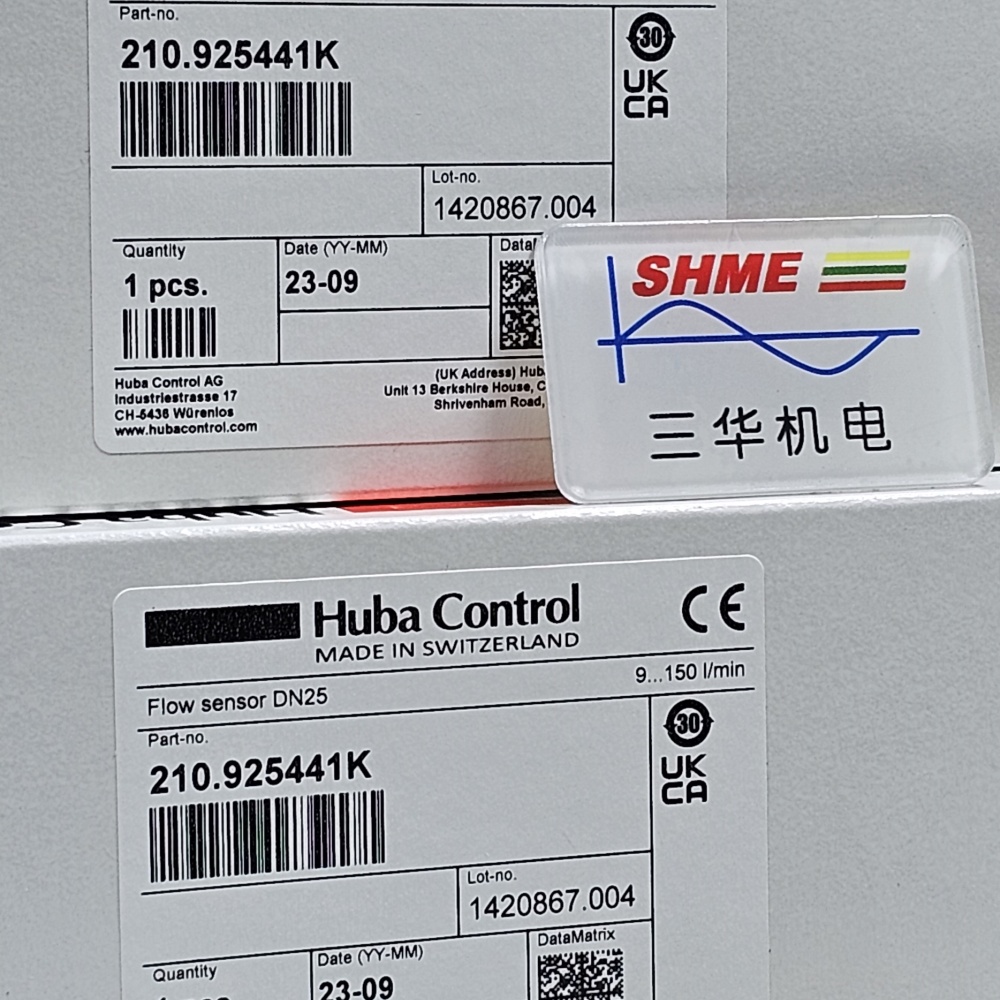 Part-no.
210.925441K
30
UK
CA
Lot-no.
1420867.004
Quantity
1 pcs.
Date (YY-MM)
23-09
Huba Control AG
Industriestrasse 17
CH-5436 Würenlos
www.hubacontrol.com
(UK Address)
Unit 13 Berkshire House,
Shrivenham Road,
SHME
三华机电
Huba Control
MADE IN SWITZERLAND
CE
Flow sensor DN25
9...150 l/min
Part-no.
210.925441K
30
UK
CA
Lot-no.
1420867.004
Quantity
Date (YY-MM)
23-09
DataMatrix